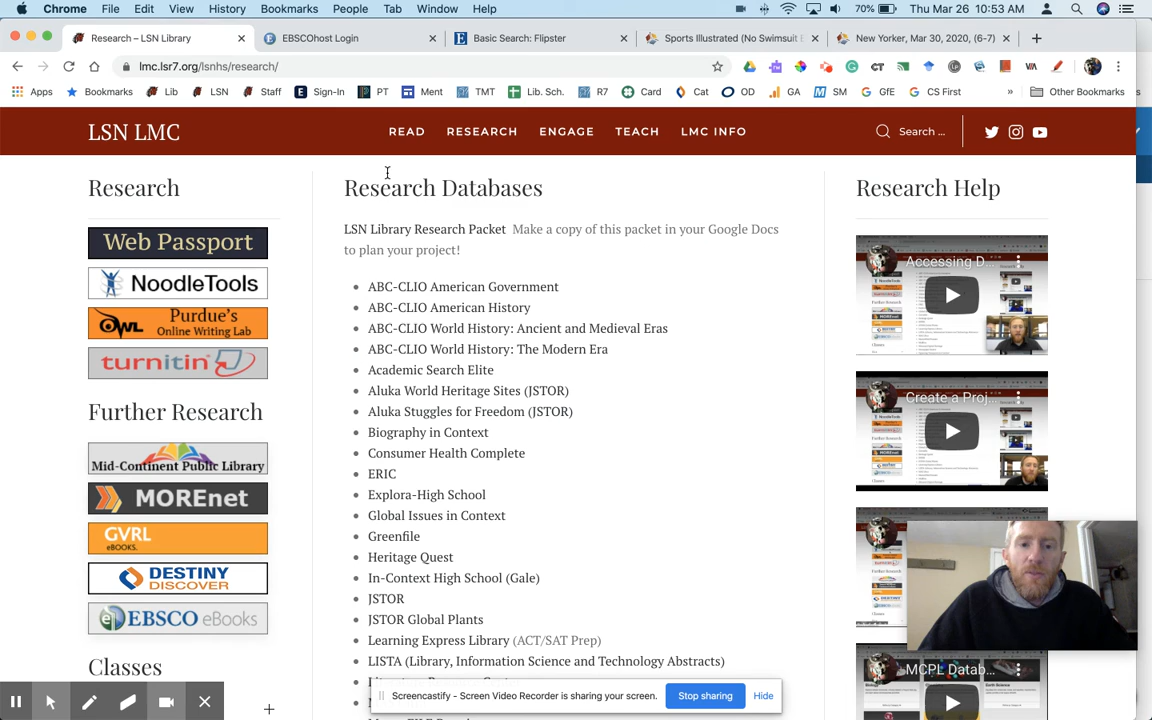 Chrome File Edit View History Bookmarks People Tab Window Help 70% Thu Mar 26 10:53 AM
Research – LSN Library EBSCOhost Login Basic Search: Flipster Sports Illustrated (No Swimsuit New Yorker, Mar 30, 2020, (6-7)
lmc.lsr7.org/lsnhs/research/
Apps Bookmarks Lib LSN Staff Sign-In PT Ment TMT Lib. Sch. R7 Card Cat OD GA SM GfE CS First » Other Bookmarks
LSN LMC READ RESEARCH ENGAGE TEACH LMC INFO Search ...
Research
Web Passport
NoodleTools
OWL Purdue's
Online Writing Lab
turnitin
Further Research
Mid-Continent Public Library
MOREnet
GVRL
eBOOKS.
DESTINY
DISCOVER
EBSCO eBooks
Classes
Research Databases
LSN Library Research Packet Make a copy of this packet in your Google Docs
to plan your project!
ABC-CLIO American Government
ABC-CLIO American History
ABC-CLIO World History: Ancient and Medieval Eras
ABC-CLIO World History: The Modern Era
Academic Search Elite
Aluka World Heritage Sites (JSTOR)
Aluka Stuggles for Freedom (JSTOR)
Biography in Context
Consumer Health Complete
ERIC
Explora-High School
Global Issues in Context
Greenfile
Heritage Quest
In-Context High School (Gale)
JSTOR
JSTOR Global Plants
Learning Express Library (ACT/SAT Prep)
LISTA (Library, Information Science and Technology Abstracts)
Research Help
Accessing D...
Create a Proj...
MCPL Datab...
Screencastify - Screen Video Recorder is sharing your screen. Stop sharing Hide